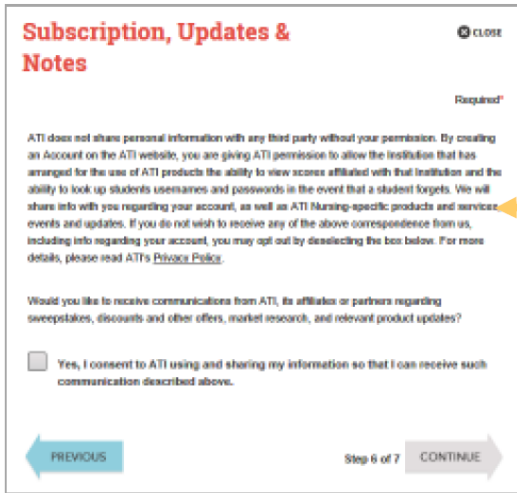 Subscription, Updates &
CLOSE
Notes
Required*
ATI does not share personal information with any third party without your permission. By creating
an Account on the ATI website, you are giving ATI permission to allow the Institution that has
arranged for the use of ATI products the ability to view scores affiliated with that Institution and the
ability to look up students usernames and passwords in the event that a student forgets. We will
share info with you regarding your account, as well an ATI Nursing-specific products and services
events and updates. If you do not wish to receive any of the above correspondence from us,
including info regarding your account, you may opt out by deselecting the box below. For more
details, please read ATI's Privacy Policy.
Would you like to receive communications from ATI, its affiliates or partners regarding
sweepstakes, discounts and other offers, market research, and relevant product updates?
Yes, I consent to ATI using and sharing my information so that I can receive such
communication described above.
PREVIOUS
Step 6 of 7
CONTINUE